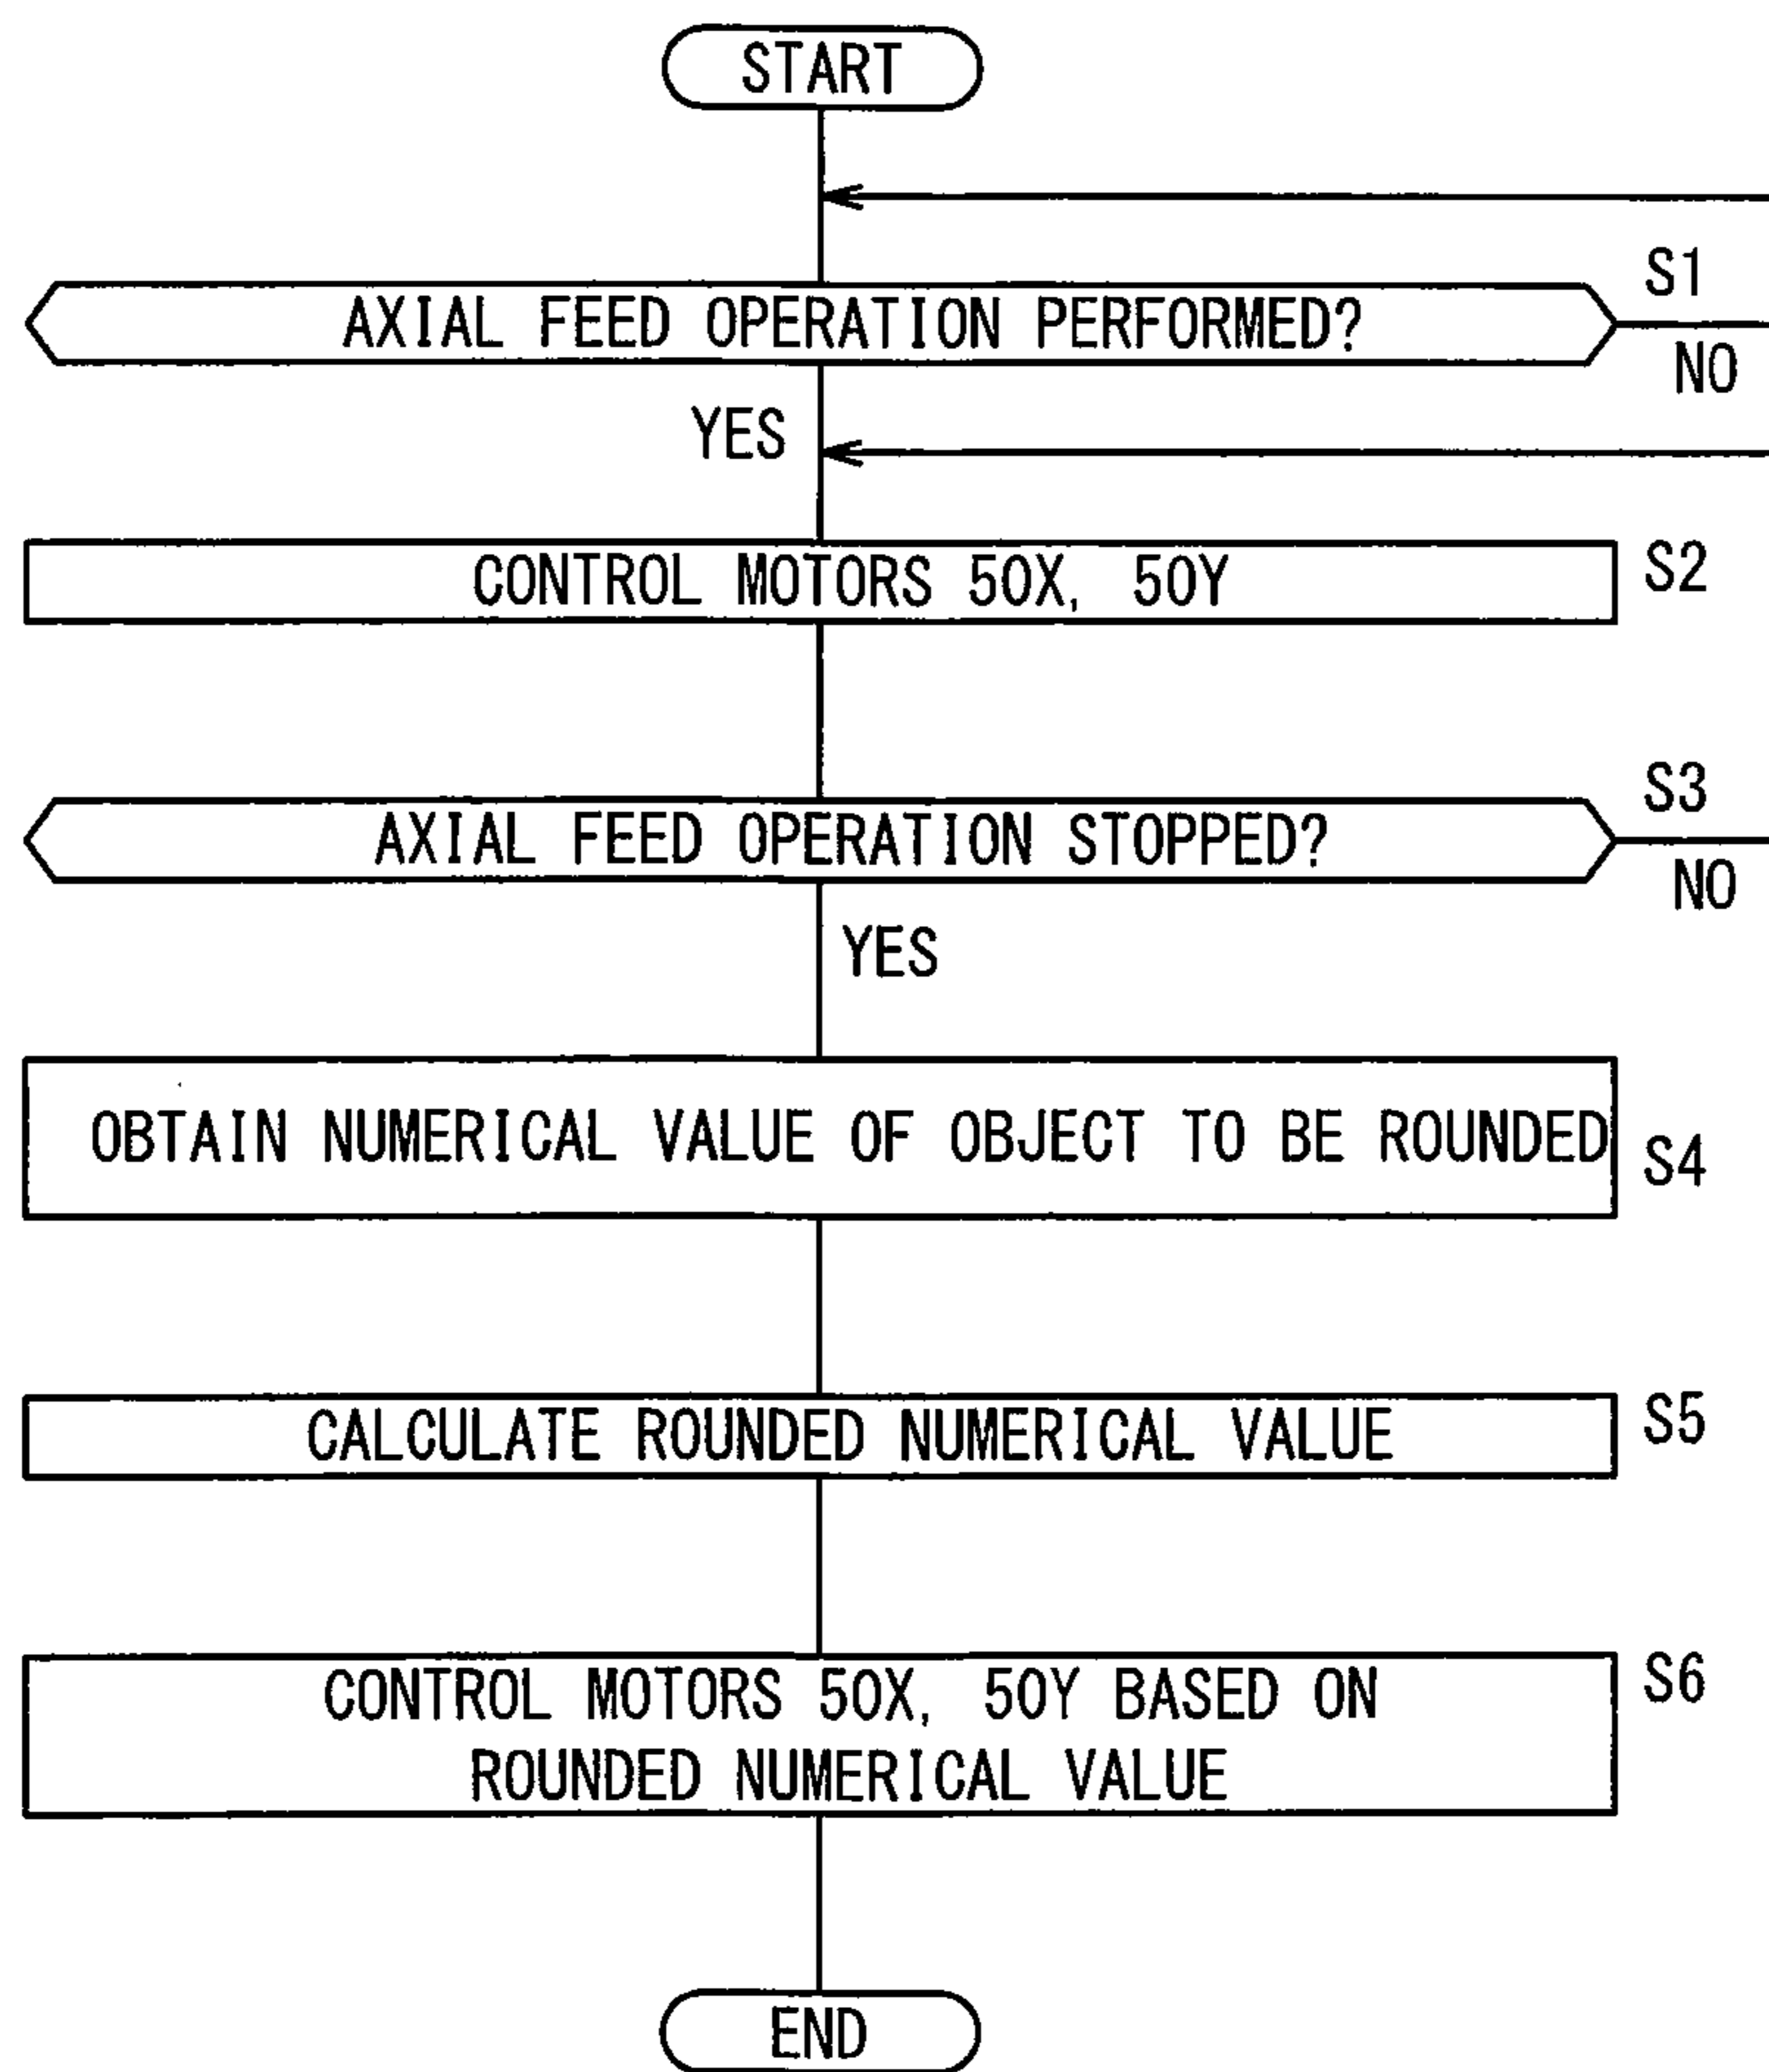 START
S1
AXIAL FEED OPERATION PERFORMED?
NO
YES
CONTROL MOTORS 50X, 50Y
S2
S3
AXIAL FEED OPERATION STOPPED?
NO
YES
OBTAIN NUMERICAL VALUE OF OBJECT TO BE ROUNDED
S4
CALCULATE ROUNDED NUMERICAL VALUE
S5
CONTROL MOTORS 50X, 50Y BASED ON
ROUNDED NUMERICAL VALUE
S6
END